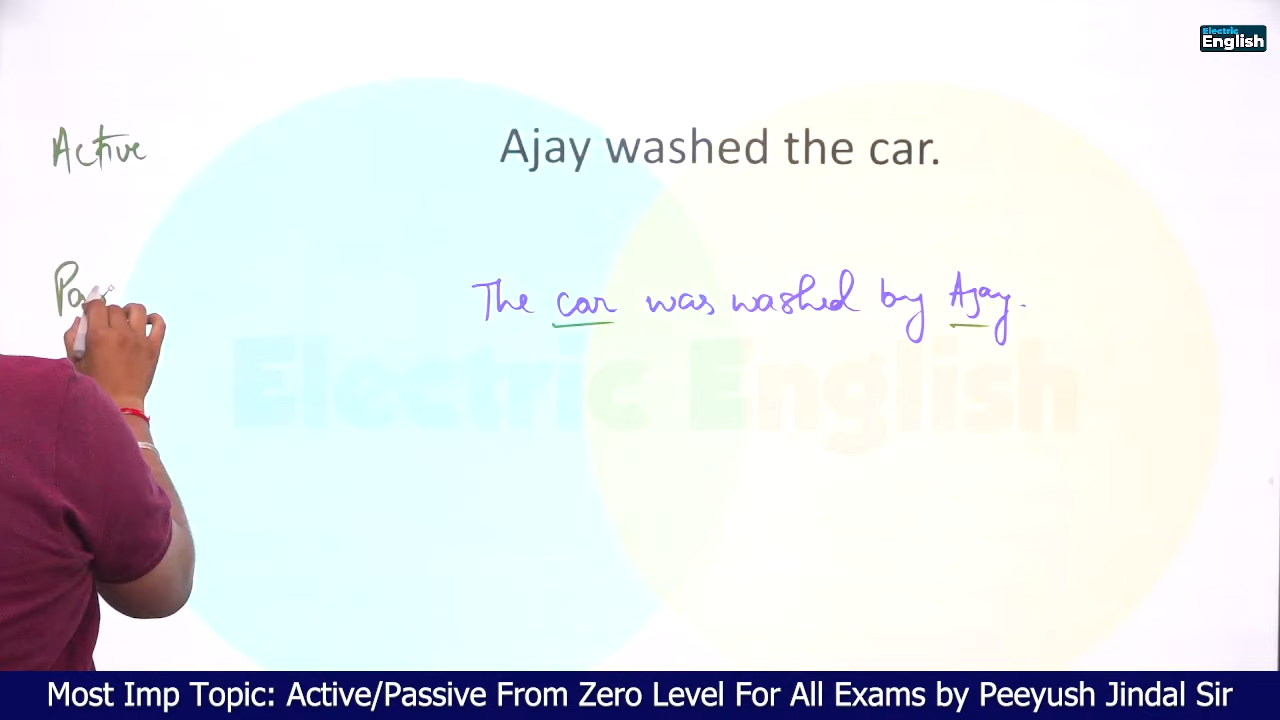 Electric
English
Active
Ajay washed the car.
Pas
The car was washed by Ajay.
Electric English
Most Imp Topic: Active/Passive From Zero Level For All Exams by Peeyush Jindal Sir